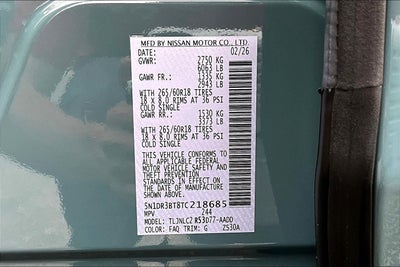 MFD BY NISSAN MOTOR CO., LTD.
DATE: 02/26
GVWR: 2750 KG
6063 LB
GAWR FR.: 1335 KG
2943 LB
WITH 265/60R18 TIRES
18 x 8.0 RIMS AT 36 PSI
COLD SINGLE
GAWR RR.: 1530 KG
3373 LB
WITH 265/60R18 TIRES
18 x 8.0 RIMS AT 36 PSI
COLD SINGLE
THIS VEHICLE CONFORMS TO
ALL APPLICABLE FEDERAL
MOTOR VEHICLE SAFETY AND
THEFT PREVENTION
STANDARDS IN EFFECT ON
THE DATE OF MANUFACTURE
SHOWN ABOVE.
5N1DR3BT8TC218685
MPV 244
MODEL: TLJNLC2 R53D77-AADD
COLOR: FAQ TRIM: G ZS30A